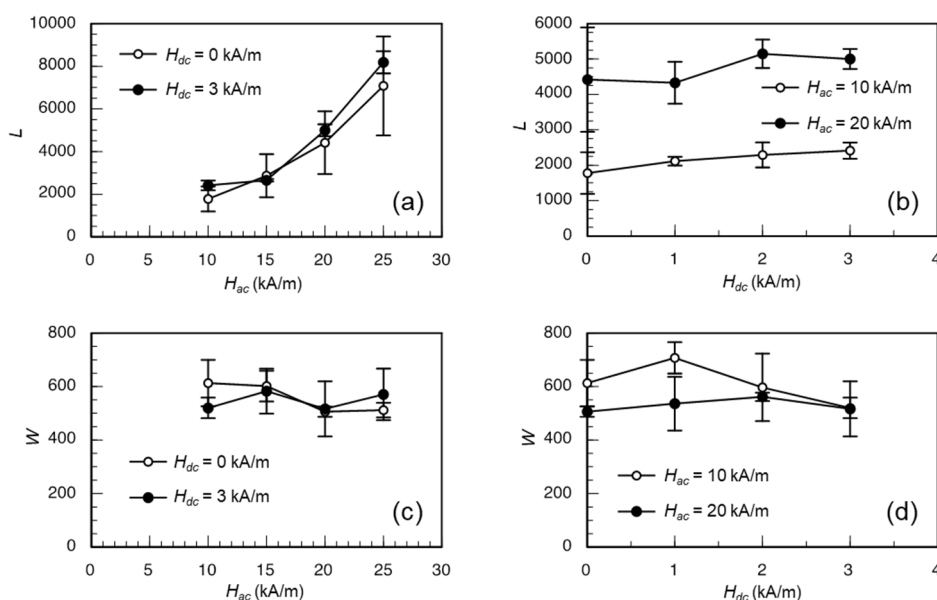 10000
8000
6000
4000
2000
0
L
H_dc = 0 kA/m
H_dc = 3 kA/m
(a)
0 5 10 15 20 25 30
H_ac (kA/m)
6000
5000
4000
3000
2000
1000
0
L
H_ac = 10 kA/m
H_ac = 20 kA/m
(b)
0 1 2 3 4
H_dc (kA/m)
800
600
400
200
0
W
H_dc = 0 kA/m
H_dc = 3 kA/m
(c)
0 5 10 15 20 25 30
H_ac (kA/m)
800
600
400
200
0
W
H_ac = 10 kA/m
H_ac = 20 kA/m
(d)
0 1 2 3 4
H_dc (kA/m)